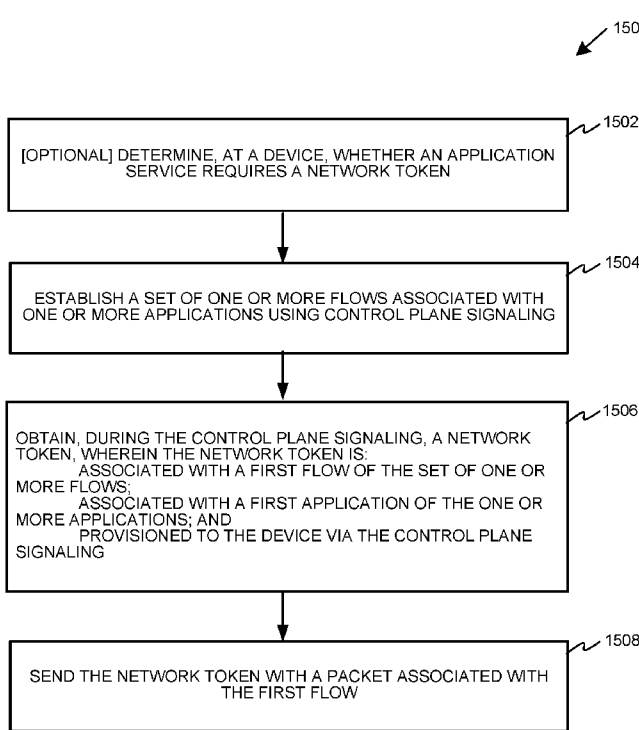 150
1502
[OPTIONAL] DETERMINE, AT A DEVICE, WHETHER AN APPLICATION
SERVICE REQUIRES A NETWORK TOKEN
1504
ESTABLISH A SET OF ONE OR MORE FLOWS ASSOCIATED WITH
ONE OR MORE APPLICATIONS USING CONTROL PLANE SIGNALING
1506
OBTAIN, DURING THE CONTROL PLANE SIGNALING, A NETWORK
TOKEN, WHEREIN THE NETWORK TOKEN IS:
ASSOCIATED WITH A FIRST FLOW OF THE SET OF ONE OR
MORE FLOWS;
ASSOCIATED WITH A FIRST APPLICATION OF THE ONE OR
MORE APPLICATIONS; AND
PROVISIONED TO THE DEVICE VIA THE CONTROL PLANE
SIGNALING
1508
SEND THE NETWORK TOKEN WITH A PACKET ASSOCIATED WITH
THE FIRST FLOW